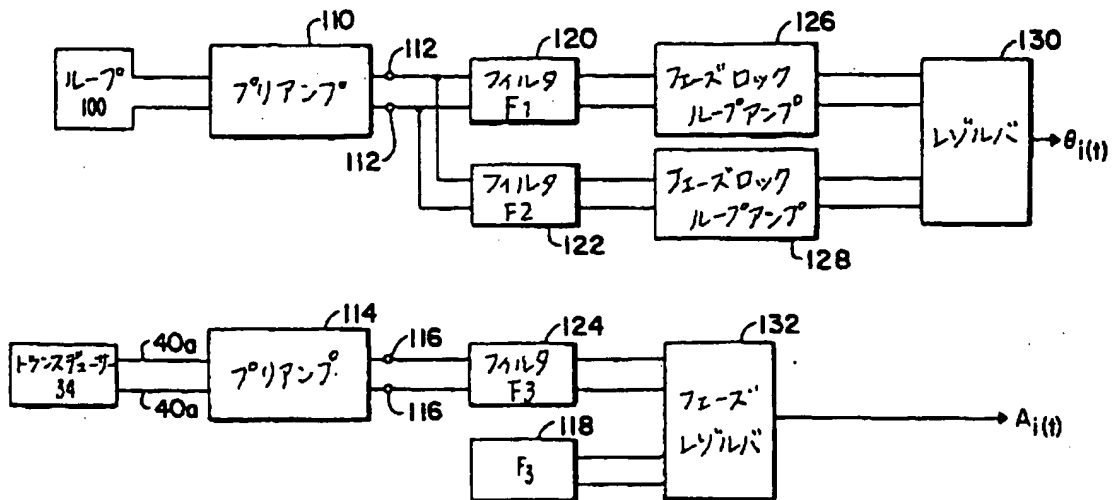 110
112
120
126
130
ループ
100
プリアンプ
フィルタ
F1
フェーズロック
ループアンプ
レゾルバ
θi(t)
112
フィルタ
F2
フェーズロック
ループアンプ
122
128
114
116
124
132
トランスデューサー
34
40a
40a
プリアンプ
116
フィルタ
F3
フェーズ
レゾルバ
Ai(t)
118
F3